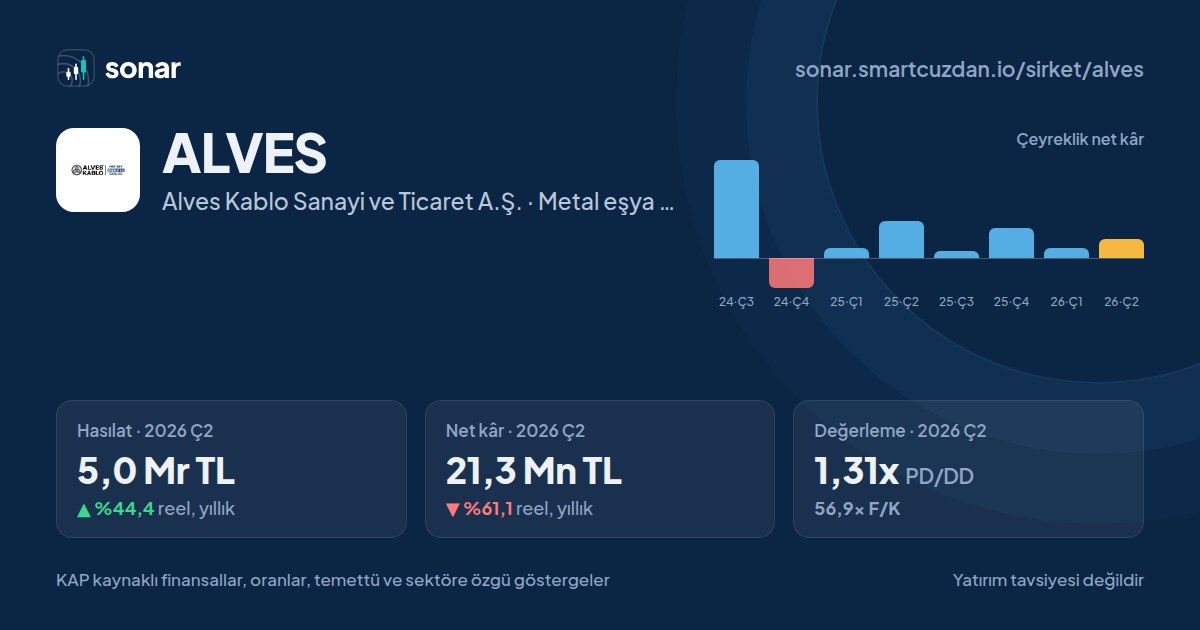 sonar
sonar.smartcuzdan.io/sirket/alves
ALVES KABLO
ALVES
Alves Kablo Sanayi ve Ticaret A.Ş. · Metal eşya ...
Çeyreklik net kâr
24·Ç3 24·Ç4 25·Ç1 25·Ç2 25·Ç3 25·Ç4 26·Ç1 26·Ç2
Hasılat · 2026 Ç2
5,0 Mr TL
▲ %44,4 reel, yıllık
Net kâr · 2026 Ç2
21,3 Mn TL
▼ %61,1 reel, yıllık
Değerleme · 2026 Ç2
1,31x PD/DD
56,9x F/K
KAP kaynaklı finansallar, oranlar, temettü ve sektöre özgü göstergeler
Yatırım tavsiyesi değildir